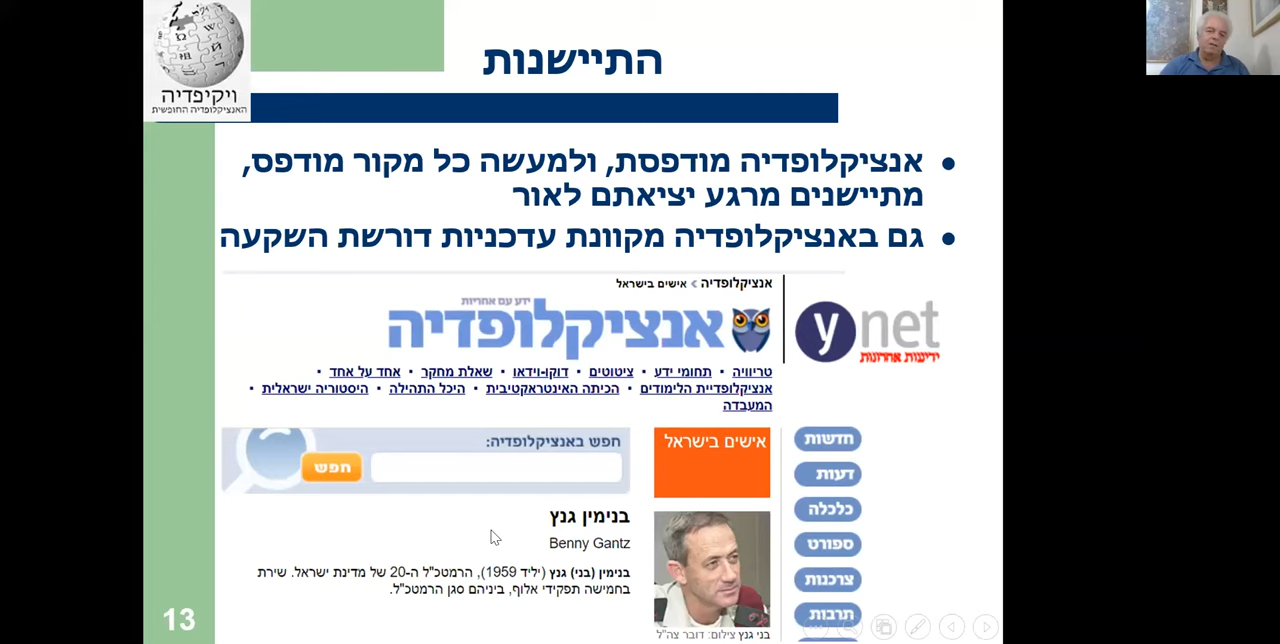 ויקיפדיה
האנציקלופדיה החופשית
התיישנות
• אנציקלופדיה מודפסת, ולמעשה כל מקור מודפס,
מתיישנים מרגע יציאתם לאור
• גם באנציקלופדיה מקוונת עדכניות דורשת השקעה
ynet
ידיעות אחרונות
אנציקלופדיה > אישים בישראל
ידע עם אחריות
אנציקלופדיה
טריוויה ▪ תחומי ידע ▪ ציטוטים ▪ דוקו-וידאו ▪ שאלת מחקר ▪ אחד על אחד
אנציקלופדיית הלימודים ▪ הכיתה האינטראקטיבית ▪ היכל התהילה ▪ היסטוריה ישראלית ▪
המעבדה
חדשות
דעות
כלכלה
ספורט
צרכנות
תרבות
אישים בישראל
חפש באנציקלופדיה:
חפש
בנימין גנץ
Benny Gantz
בנימין (בני) גנץ (יליד 1959), הרמטכ"ל ה-20 של מדינת ישראל. שירת
בחמישה תפקידי אלוף, ביניהם סגן הרמטכ"ל.
בני גנץ צילום: דובר צה"ל
13